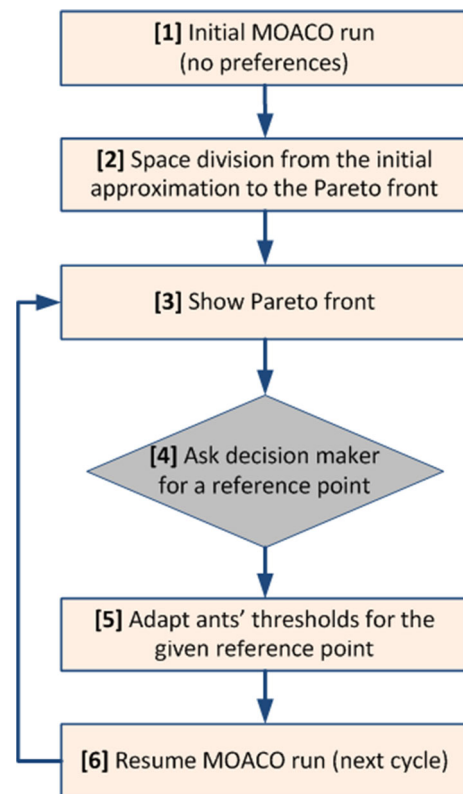 [1] Initial MOACO run
(no preferences)
[2] Space division from the initial
approximation to the Pareto front
[3] Show Pareto front
[4] Ask decision maker
for a reference point
[5] Adapt ants’ thresholds for the
given reference point
[6] Resume MOACO run (next cycle)